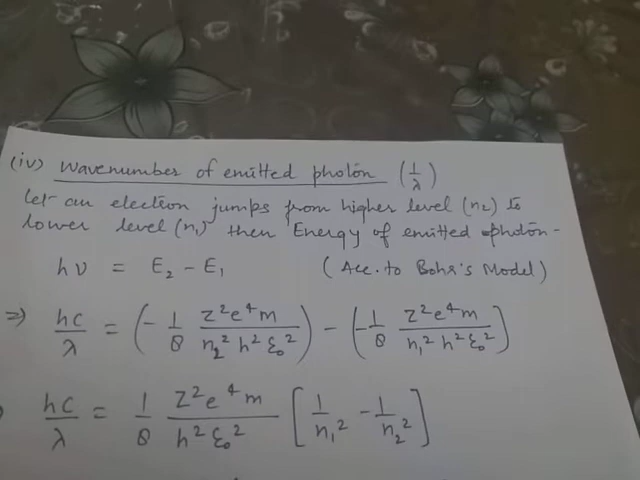 (iv) Wavenumber of emitted photon (1/λ)
let an electron jumps from higher level (n₂) to
lower level (n₁) then Energy of emitted photon -
hν = E₂ - E₁ (Acc. to Bohr's Model)
⇒ hc/λ = (- 1/8 Z²e⁴m/n₂²h²ε₀²) - (- 1/8 Z²e⁴m/n₁²h²ε₀²)
hc/λ = 1/8 Z²e⁴m/h²ε₀² [1/n₁² - 1/n₂²]